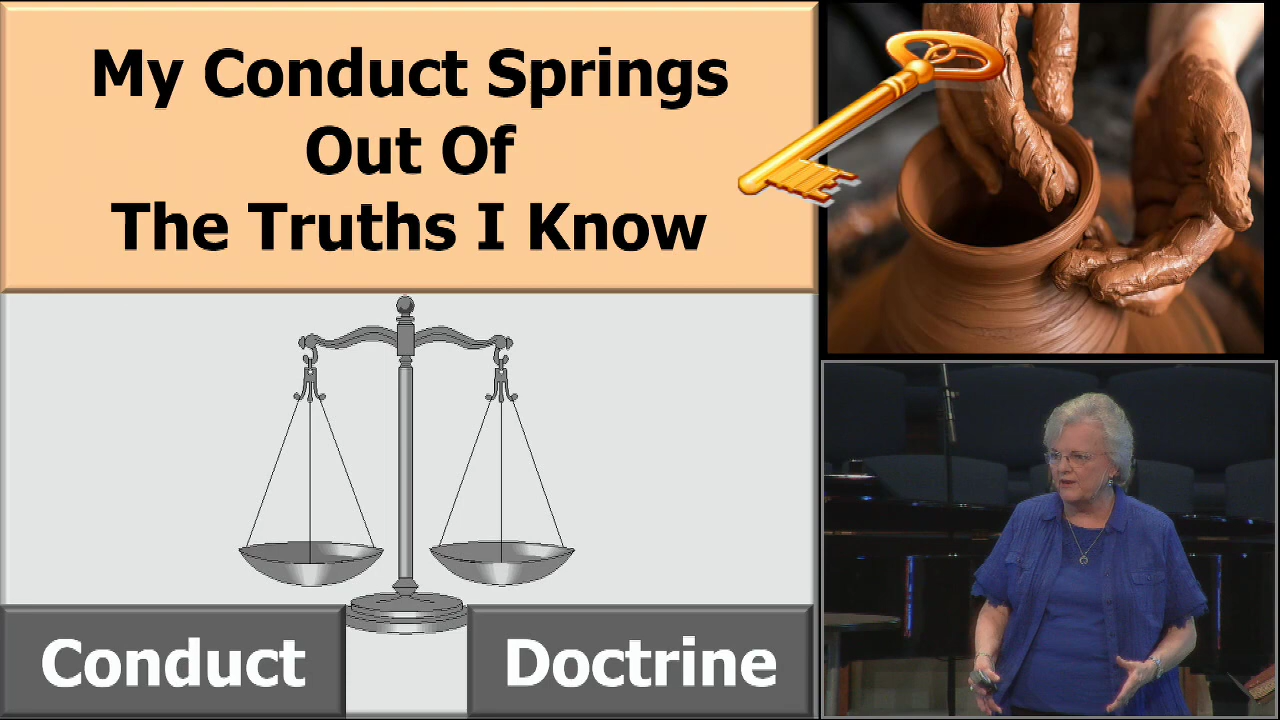 My Conduct Springs
Out Of
The Truths I Know
Conduct
Doctrine